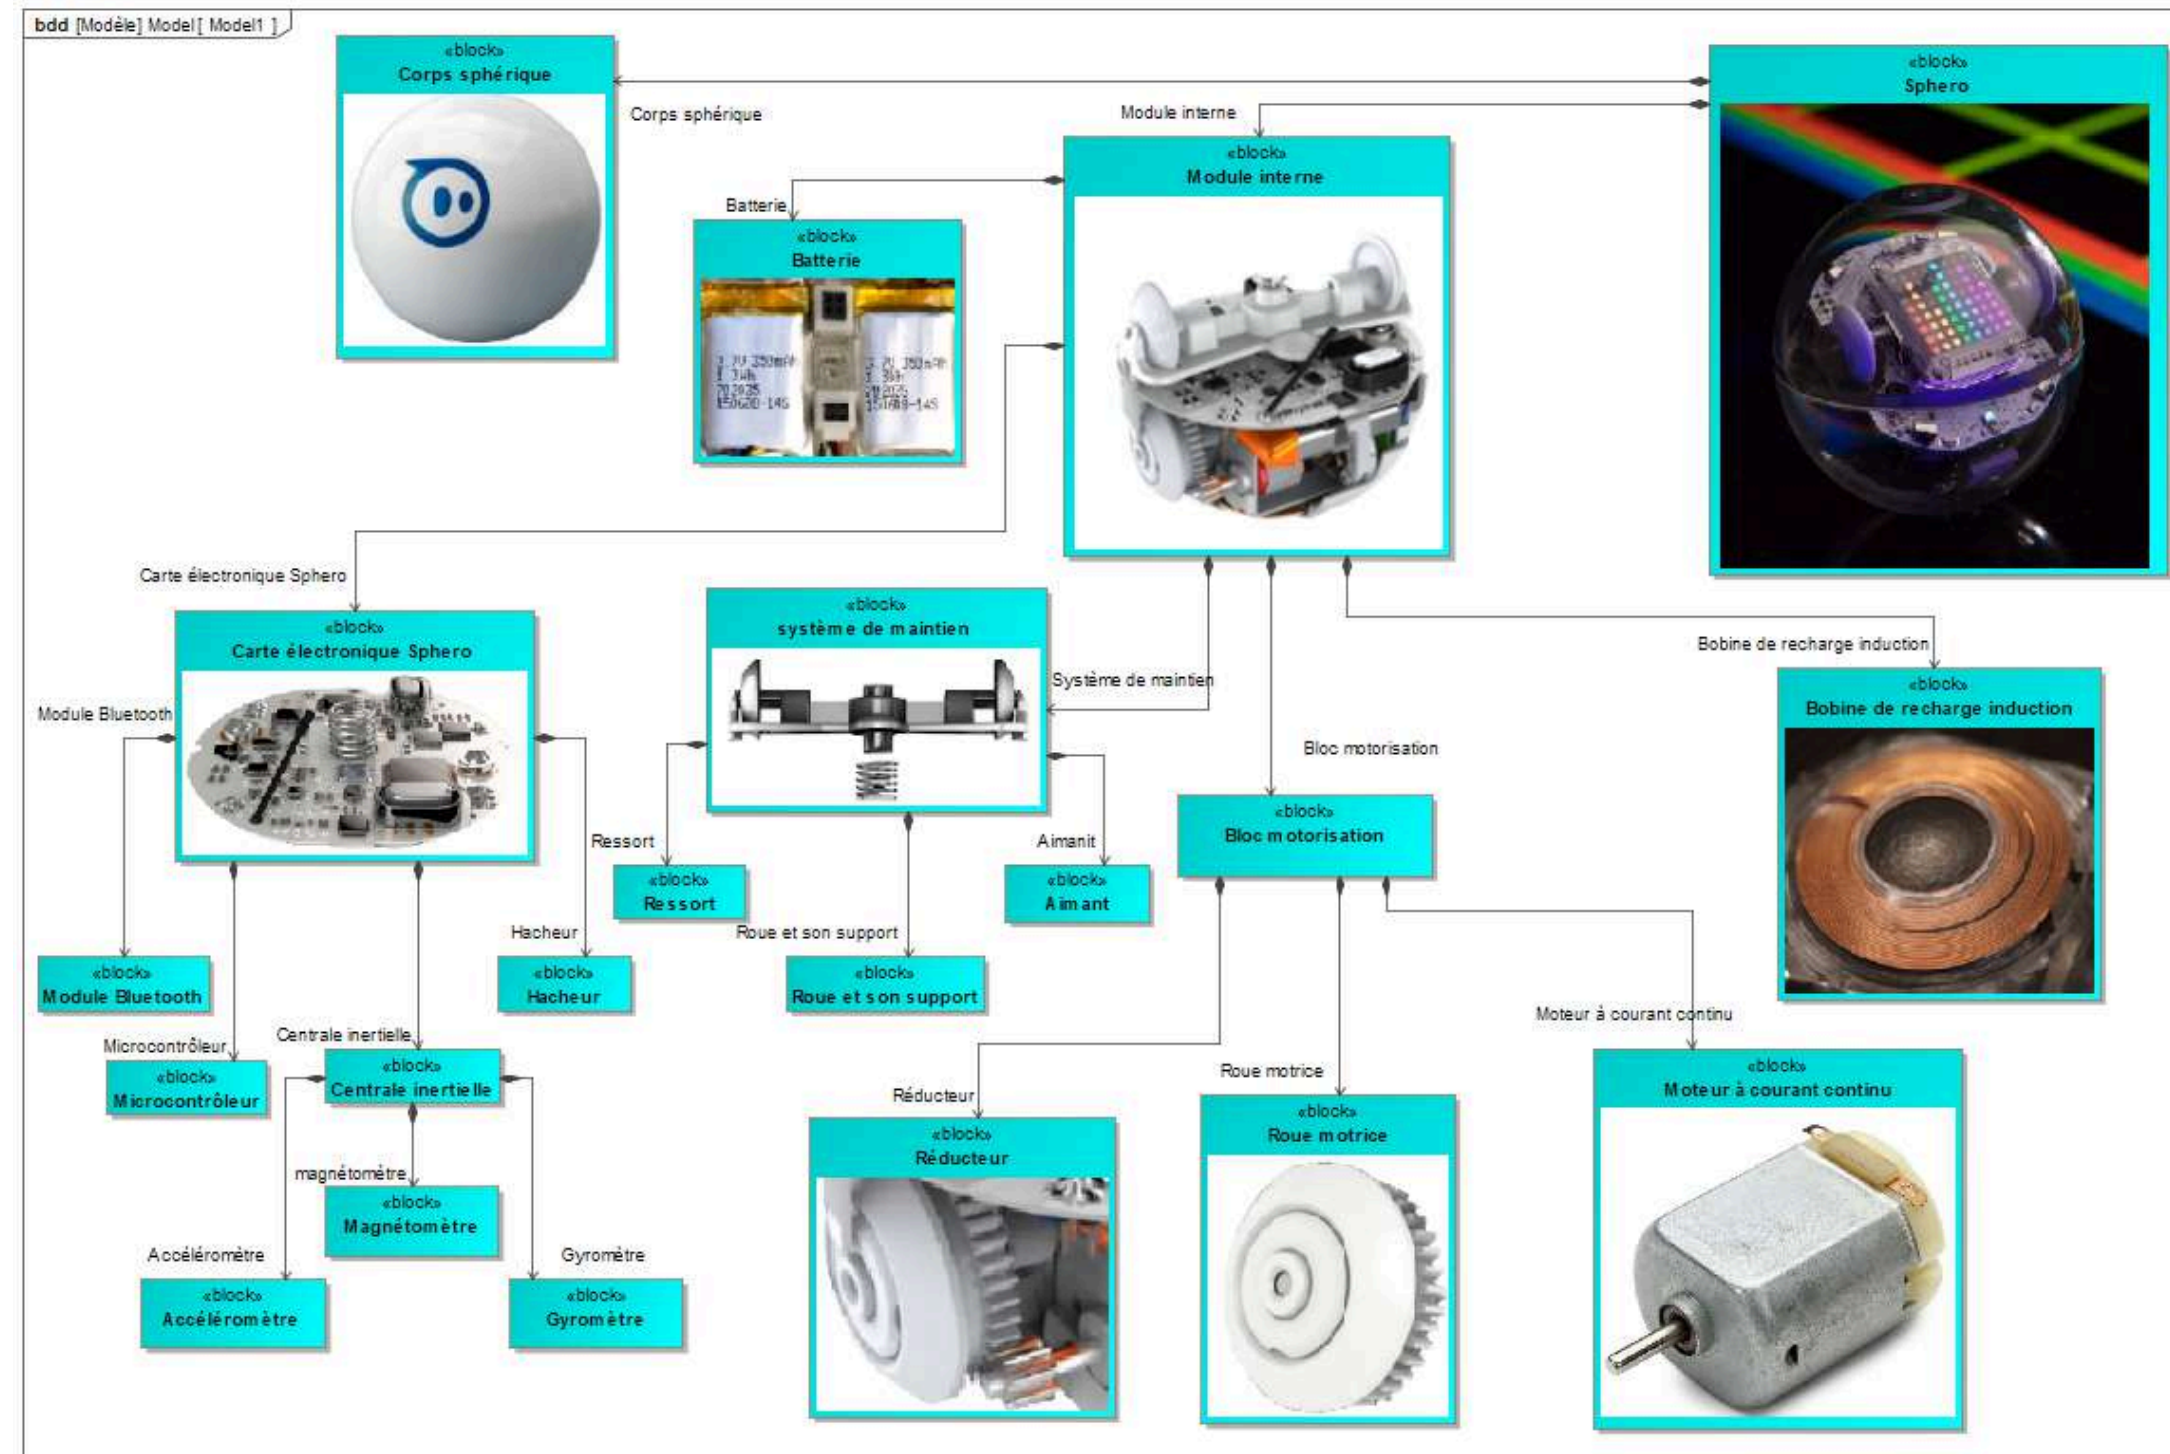 bdd [Modèle] Model [ Model1 ]
«block»
Corps sphérique
«block»
Sphero
Corps sphérique
Module interne
«block»
Module interne
Batterie
«block»
Batterie
Carte électronique Sphero
«block»
Carte électronique Sphero
«block»
système de maintien
Système de maintien
Bobine de recharge induction
«block»
Bobine de recharge induction
Module Bluetooth
Bloc motorisation
«block»
Bloc motorisation
Ressort
«block»
Ressort
Aimanit
«block»
Aimant
Hacheur
«block»
Hacheur
Roue et son support
«block»
Roue et son support
«block»
Module Bluetooth
Microcontrôleur
«block»
Microcontrôleur
Centrale inertielle
«block»
Centrale inertielle
Moteur à courant continu
«block»
Moteur à courant continu
Roue motrice
«block»
Roue motrice
Réducteur
«block»
Réducteur
magnétomètre
«block»
Magnétomètre
Accéléromètre
«block»
Accéléromètre
Gyromètre
«block»
Gyromètre